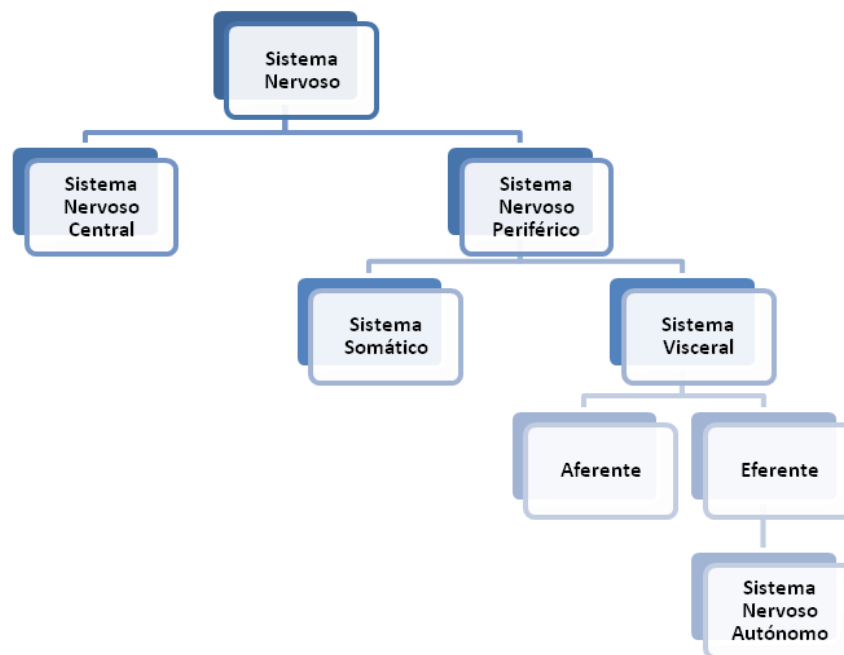 Sistema
Nervoso
Sistema
Nervoso
Central
Sistema
Nervoso
Periférico
Sistema
Somático
Sistema
Visceral
Aferente
Eferente
Sistema
Nervoso
Autónomo